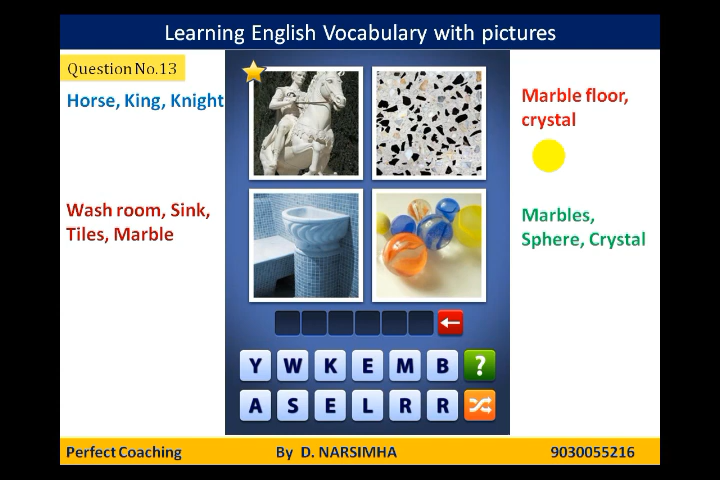 Learning English Vocabulary with pictures
Question No.13
Horse, King, Knight
Marble floor,
crystal
Wash room, Sink,
Tiles, Marble
Marbles,
Sphere, Crystal
Y W K E M B ?
A S E L R R
Perfect Coaching By D. NARSIMHA 9030055216